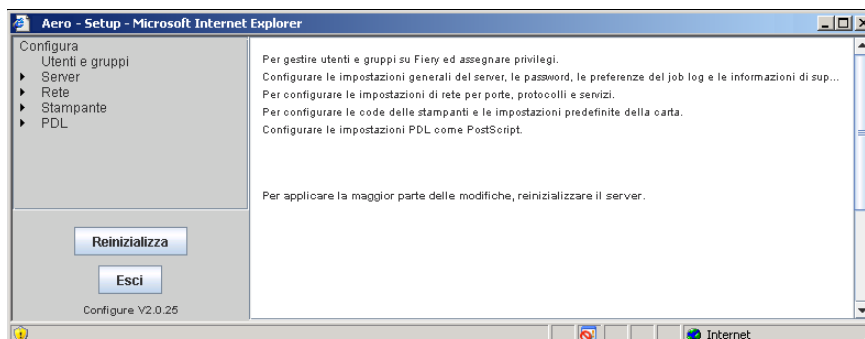 Aero - Setup - Microsoft Internet Explorer
Configura
Utenti e gruppi
Server
Rete
Stampante
PDL
Per gestire utenti e gruppi su Fiery ed assegnare privilegi.
Configurare le impostazioni generali del server, le password, le preferenze del job log e le informazioni di sup...
Per configurare le impostazioni di rete per porte, protocolli e servizi.
Per configurare le code delle stampanti e le impostazioni predefinite della carta.
Configurare le impostazioni PDL come PostScript.
Per applicare la maggior parte delle modifiche, reinizializzare il server.
Reinizializza
Esci
Configure V2.0.25
Internet